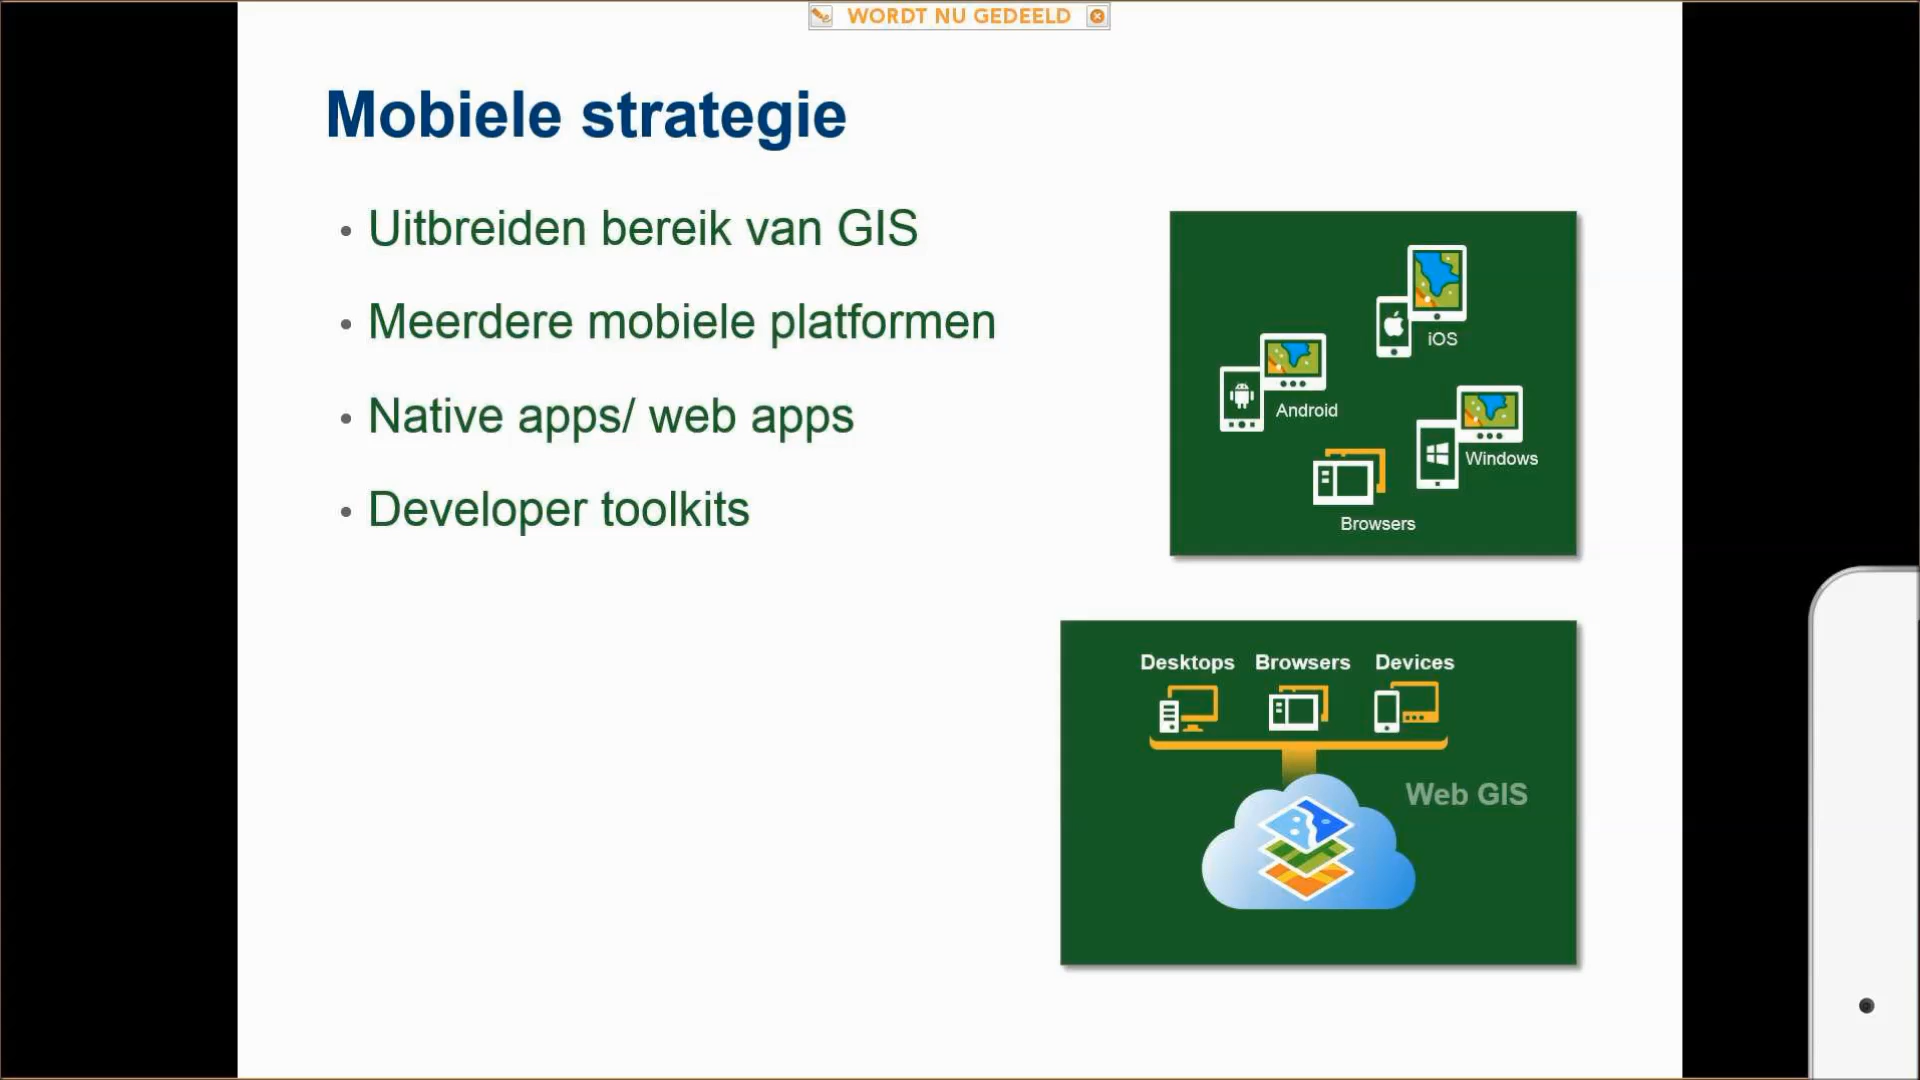 WORDT NU GEDEELD
Mobiele strategie
• Uitbreiden bereik van GIS
• Meerdere mobiele platformen
• Native apps/ web apps
• Developer toolkits
iOS
Android
Windows
Browsers
Desktops Browsers Devices
Web GIS